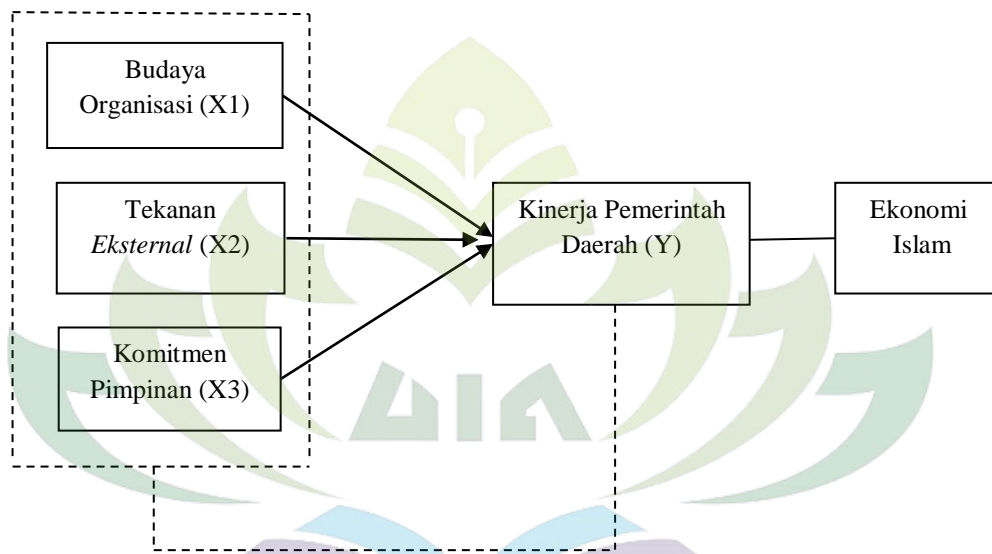 Budaya
Organisasi (X1)
Tekanan
Eksternal (X2)
Komitmen
Pimpinan (X3)
Kinerja Pemerintah
Daerah (Y)
Ekonomi
Islam